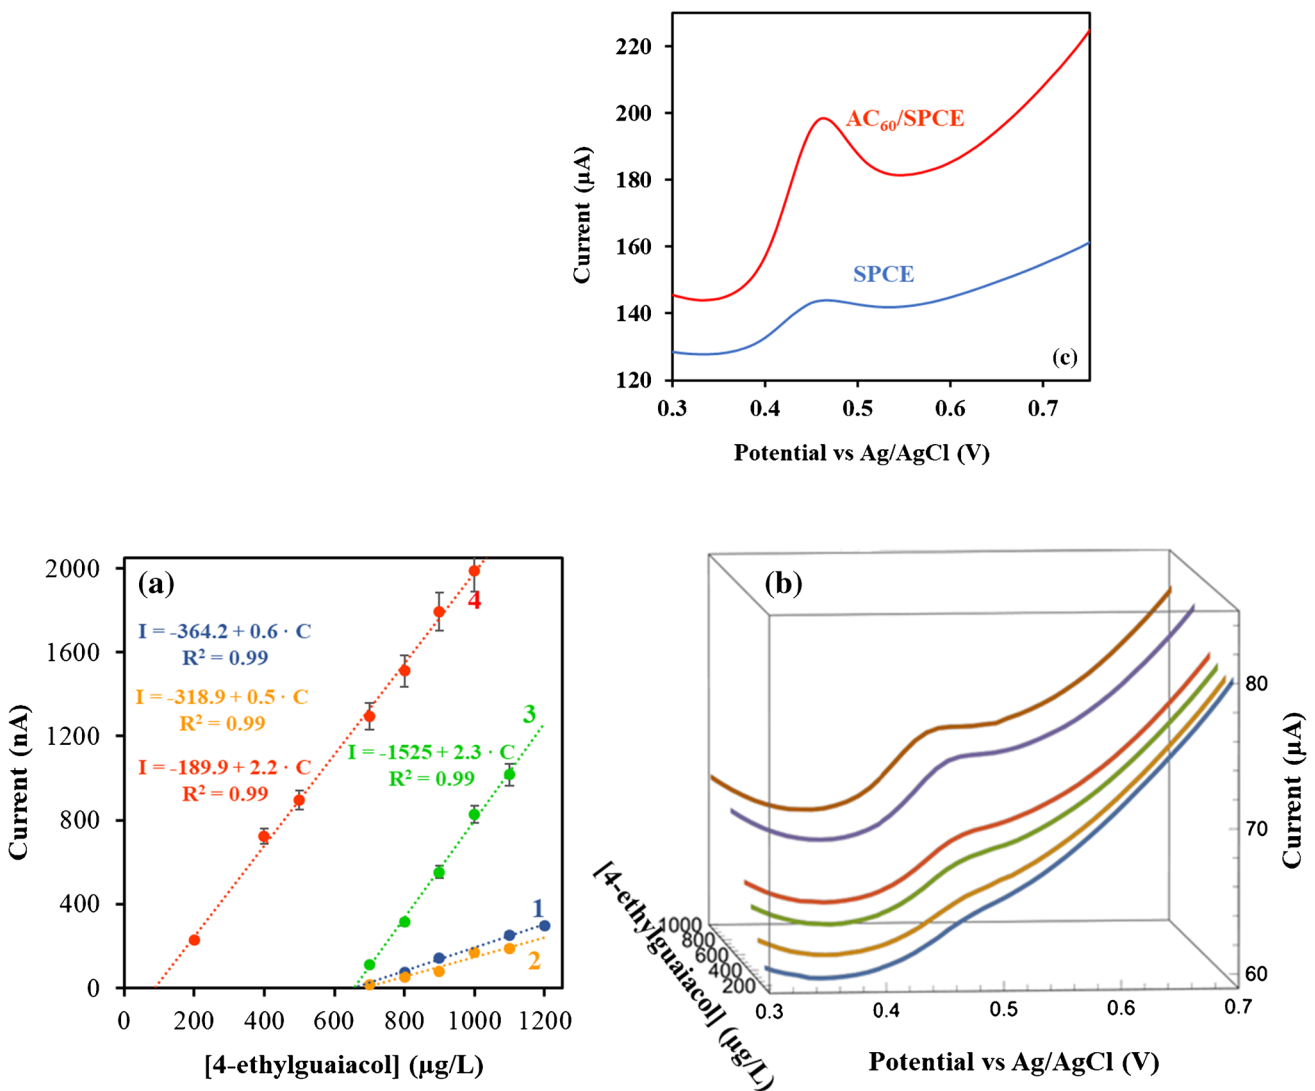 220
200
180
160
140
120
Current (µA)
AC60/SPCE
SPCE
(c)
0.3 0.4 0.5 0.6 0.7
Potential vs Ag/AgCl (V)
2000
1600
1200
800
400
0
Current (nA)
(a)
I = -364.2 + 0.6 · C
R² = 0.99
I = -318.9 + 0.5 · C
R² = 0.99
I = -189.9 + 2.2 · C
R² = 0.99
I = -1525 + 2.3 · C
R² = 0.99
4
3
1
2
0 200 400 600 800 1000 1200
[4-ethylguaiacol] (µg/L)
(b)
80
70
60
Current (µA)
1000
800
600
400
200
[4-ethylguaiacol] (µg/L)
0.3 0.4 0.5 0.6 0.7
Potential vs Ag/AgCl (V)